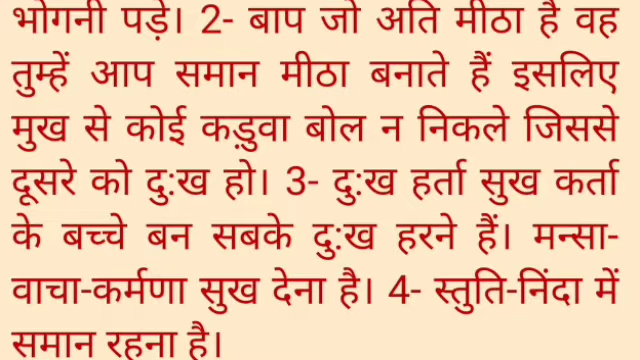 भोगनी पड़े। 2- बाप जो अति मीठा है वह
तुम्हें आप समान मीठा बनाते हैं इसलिए
मुख से कोई कड़ुवा बोल न निकले जिससे
दूसरे को दु:ख हो। 3- दु:ख हर्ता सुख कर्ता
के बच्चे बन सबके दु:ख हरने हैं। मन्सा-
वाचा-कर्मणा सुख देना है। 4- स्तुति-निंदा में
समान रहना है।